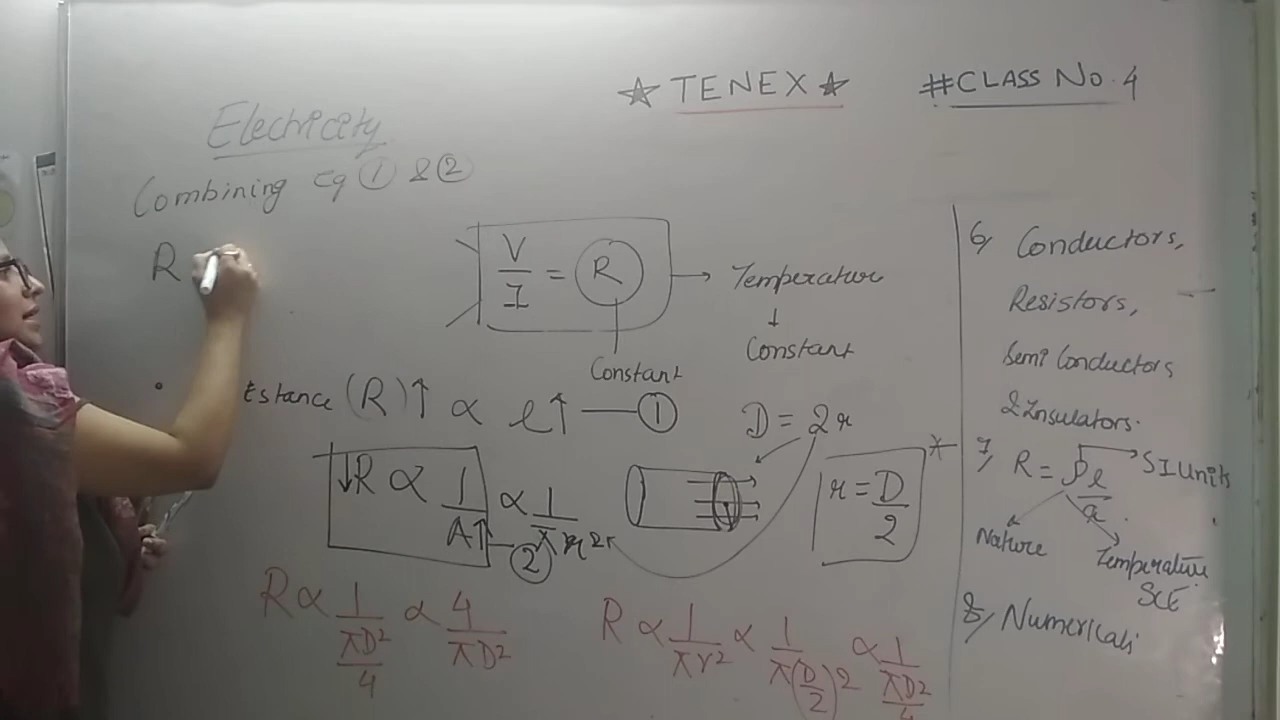 ☆ TENEX ☆ #CLASS No. 4
Electricity
Combining eq ① & ②
R
V/I = R → Temperature
↓
Constant
Constant
istance (R)↑ ∝ l↑ —— ①
↓R ∝ 1/A↑ — ② ∝ 1/πr²
D = 2r
r = D/2 *
R ∝ 1/(πD²/4) ∝ 4/πD²
R ∝ 1/πr² ∝ 1/π(D/2)2 ∝ 1/(πD²/4)
6, Conductors,
Resistors,
Semi Conductors
& Insulators.
7, R = ρl/a → SI Units
Nature
Temperature
8, Numericals